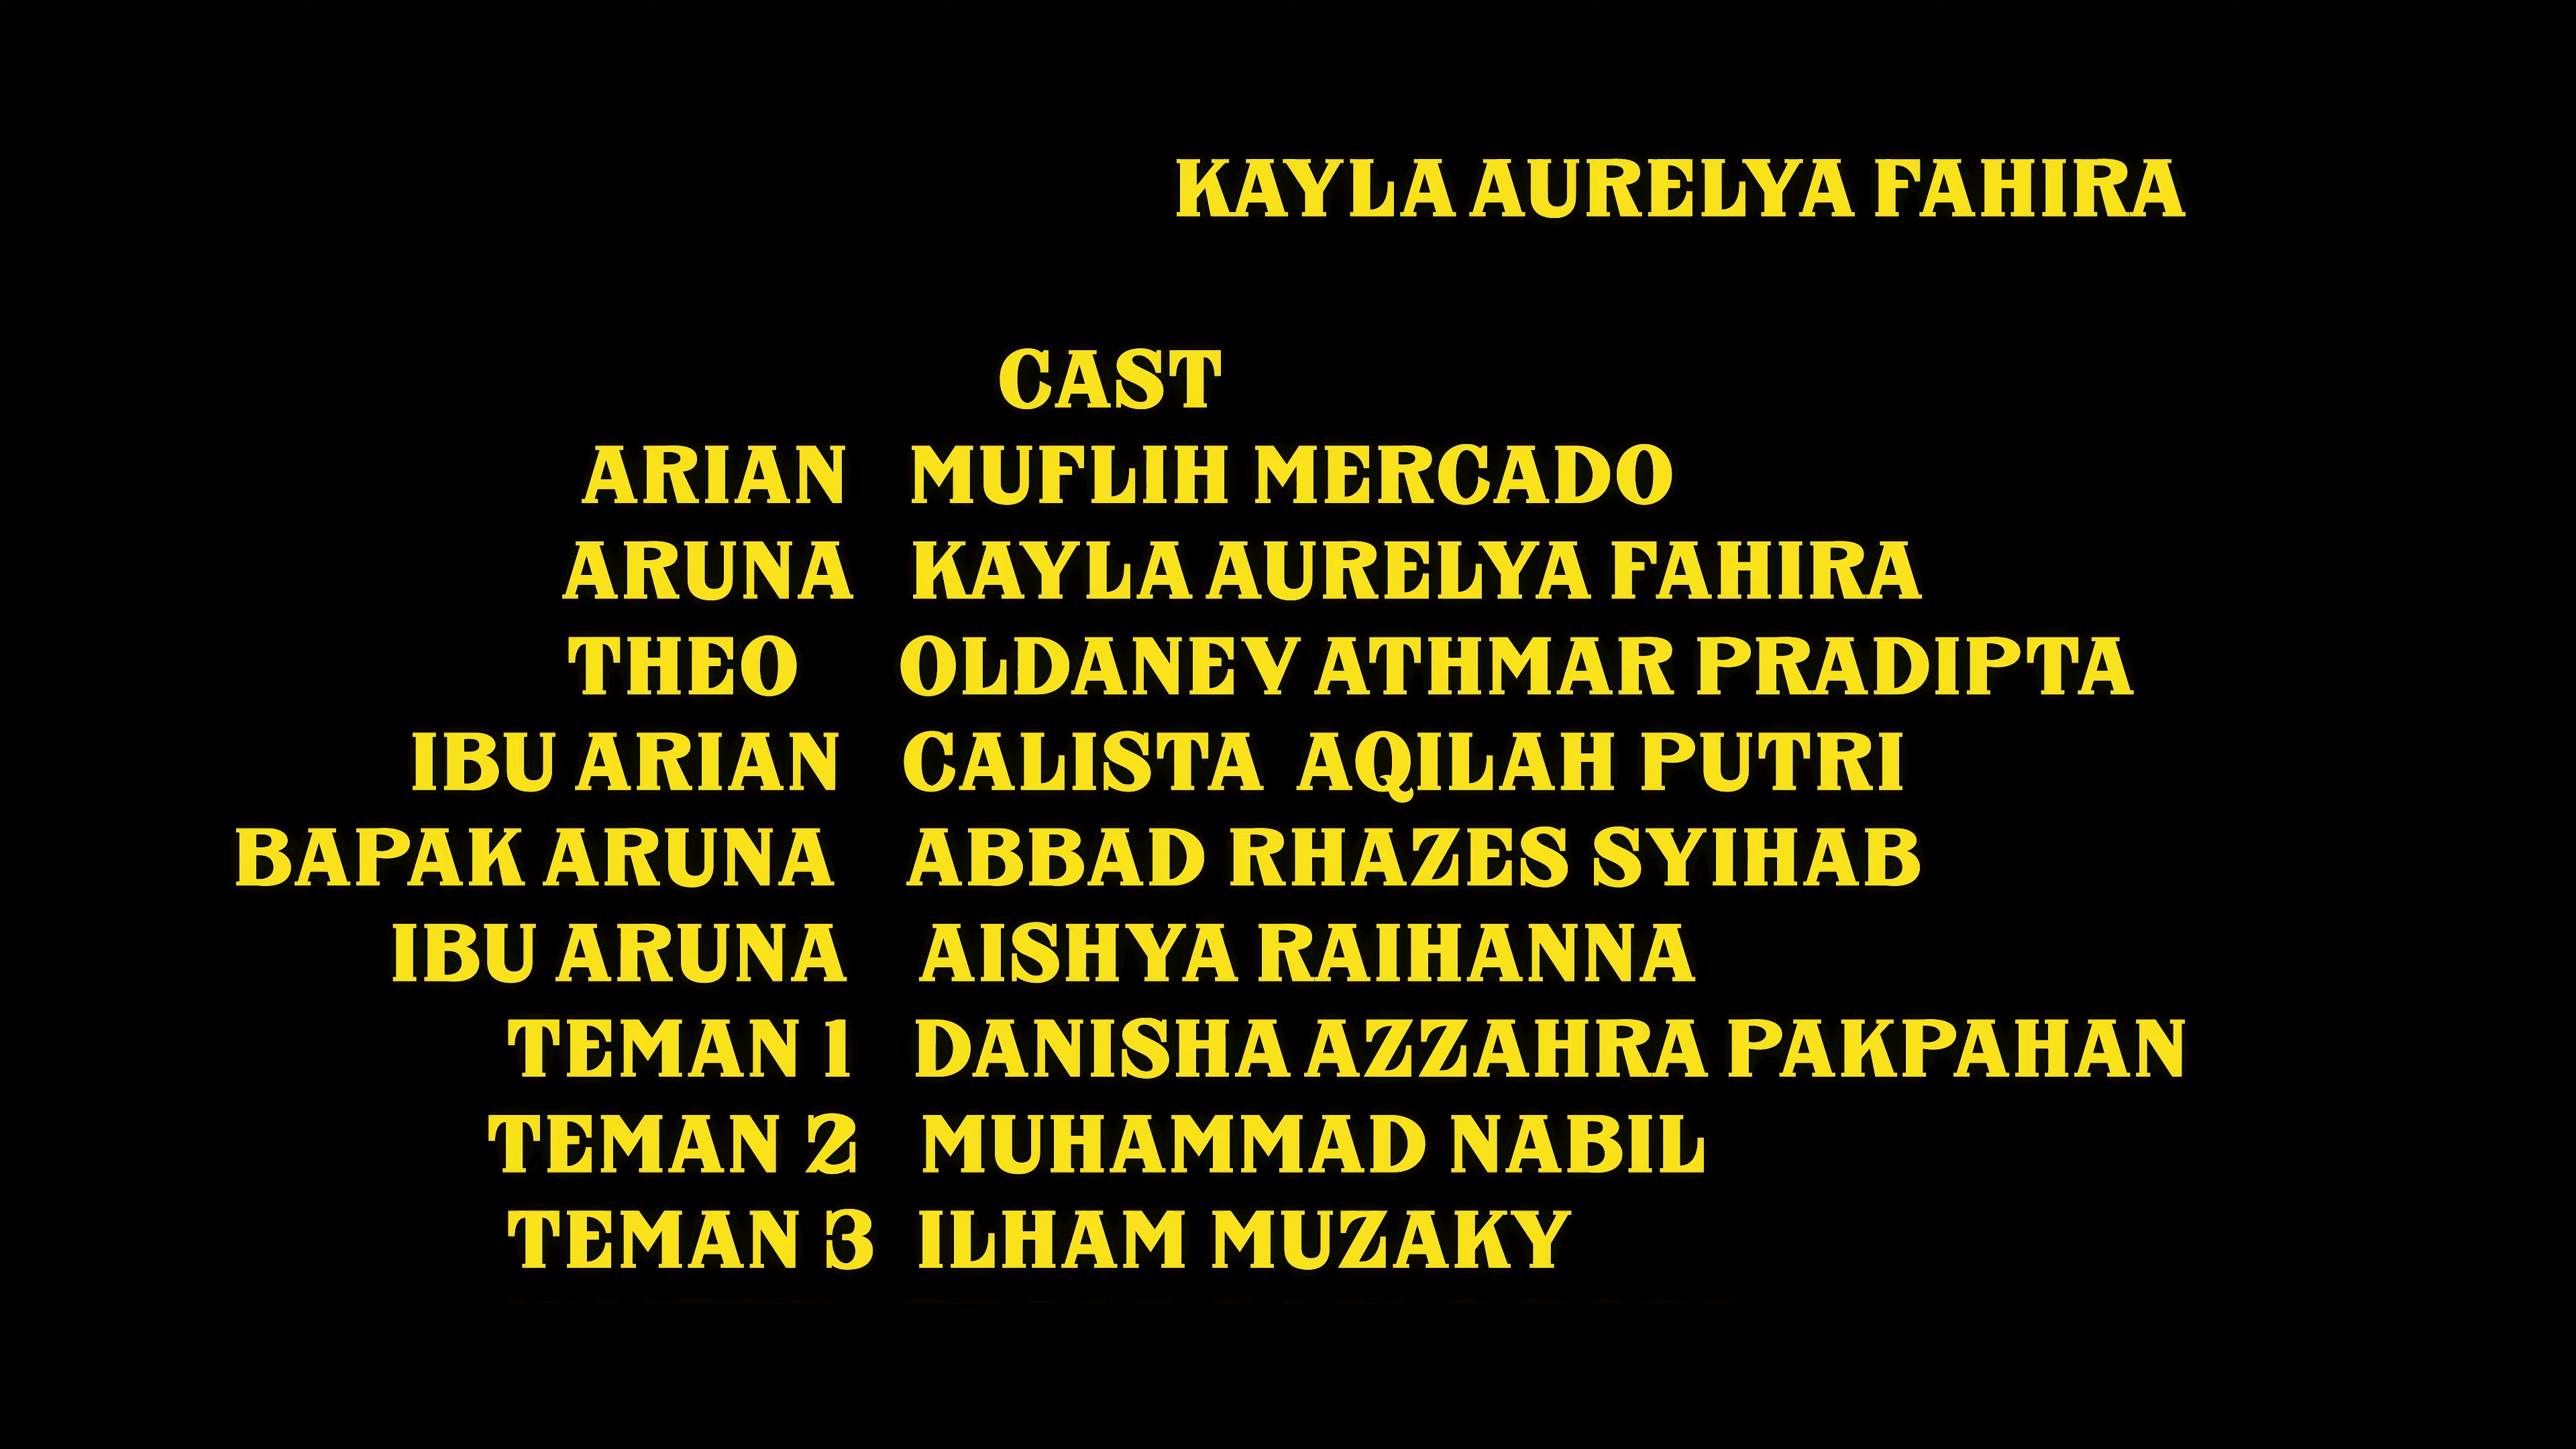 KAYLA AURELYA FAHIRA
CAST
ARIAN MUFLIH MERCADO
ARUNA KAYLA AURELYA FAHIRA
THEO OLDANEV ATHMAR PRADIPTA
IBU ARIAN CALISTA AQILAH PUTRI
BAPAK ARUNA ABBAD RHAZES SYIHAB
IBU ARUNA AISHYA RAIHANNA
TEMAN 1 DANISHA AZZAHRA PAKPAHAN
TEMAN 2 MUHAMMAD NABIL
TEMAN 3 ILHAM MUZAKY